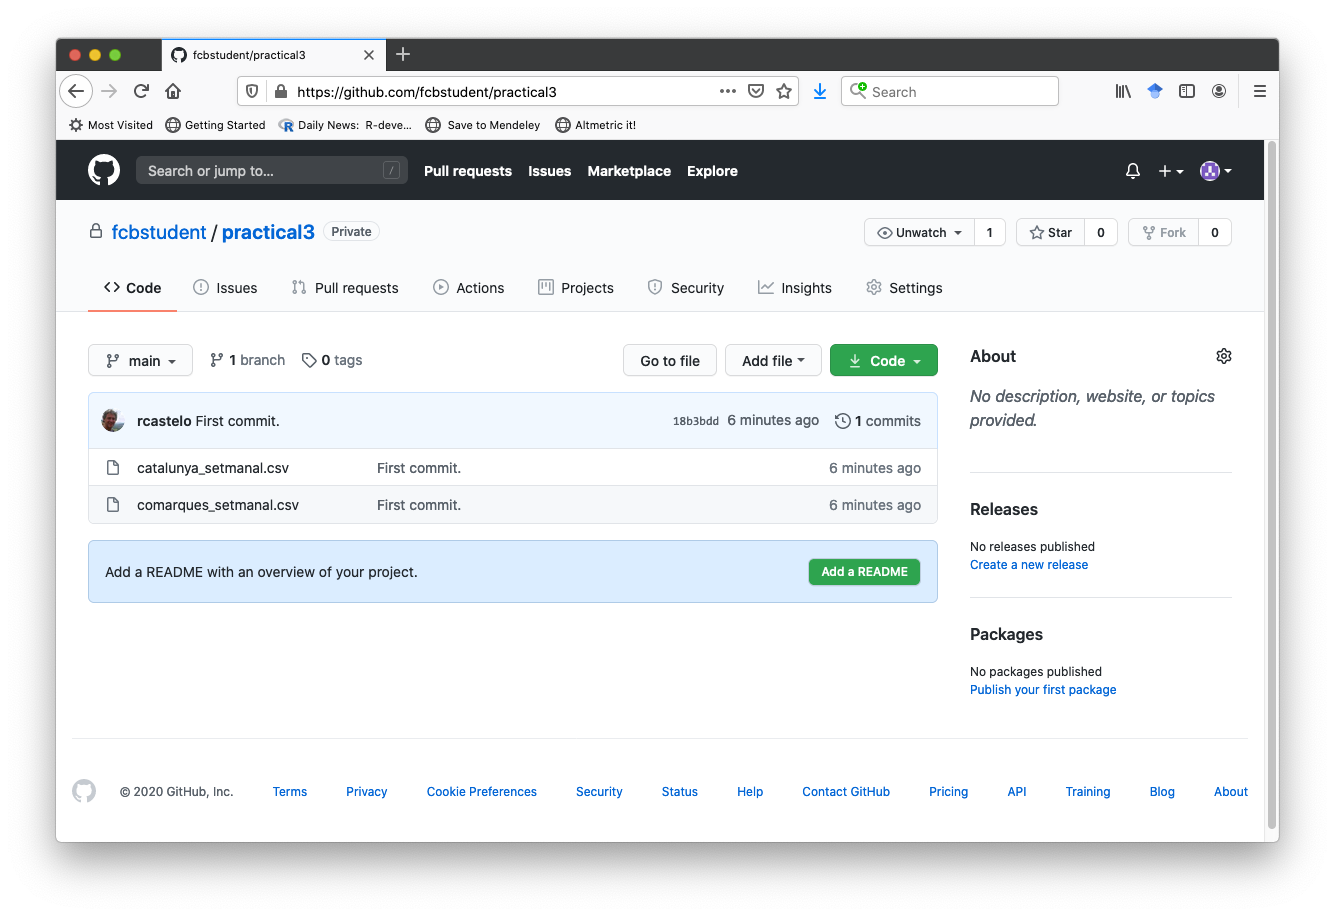 fcbstudent/practical3
https://github.com/fcbstudent/practical3
Search
Most Visited Getting Started Daily News: R-deve... Save to Mendeley Altmetric it!
Search or jump to... / Pull requests Issues Marketplace Explore
fcbstudent / practical3 Private Unwatch 1 Star 0 Fork 0
Code Issues Pull requests Actions Projects Security Insights Settings
main 1 branch 0 tags Go to file Add file Code
rcastelo First commit. 18b3bdd 6 minutes ago 1 commits
catalunya_setmanal.csv First commit. 6 minutes ago
comarques_setmanal.csv First commit. 6 minutes ago
Add a README with an overview of your project. Add a README
About
No description, website, or topics
provided.
Releases
No releases published
Create a new release
Packages
No packages published
Publish your first package
© 2020 GitHub, Inc. Terms Privacy Cookie Preferences Security Status Help Contact GitHub Pricing API Training Blog About